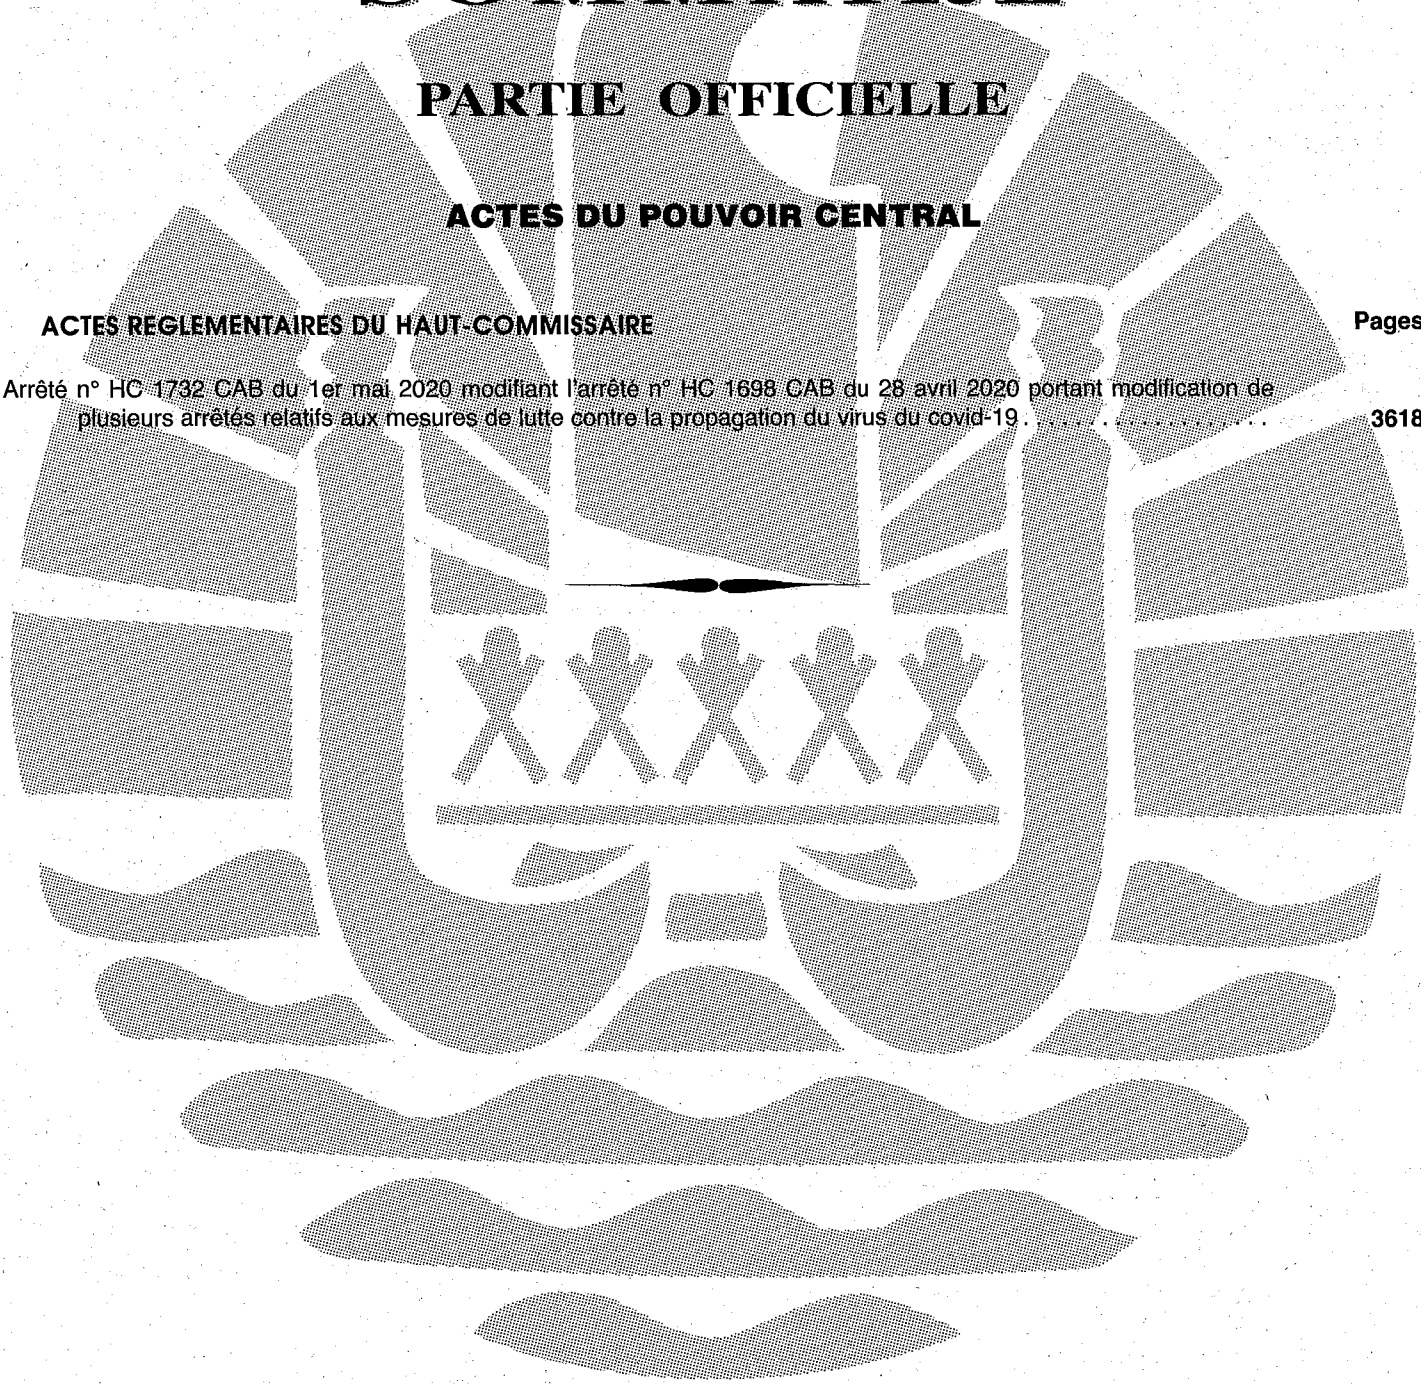 SOMMAIRE
PARTIE OFFICIELLE
ACTES DU POUVOIR CENTRAL
ACTES REGLEMENTAIRES DU HAUT-COMMISSAIRE Pages
Arrêté n° HC 1732 CAB du 1er mai 2020 modifiant l'arrêté n° HC 1698 CAB du 28 avril 2020 portant modification de
plusieurs arrêtés relatifs aux mesures de lutte contre la propagation du virus du covid-19 . . . . . . . . . . . . . . . . . . . 3618